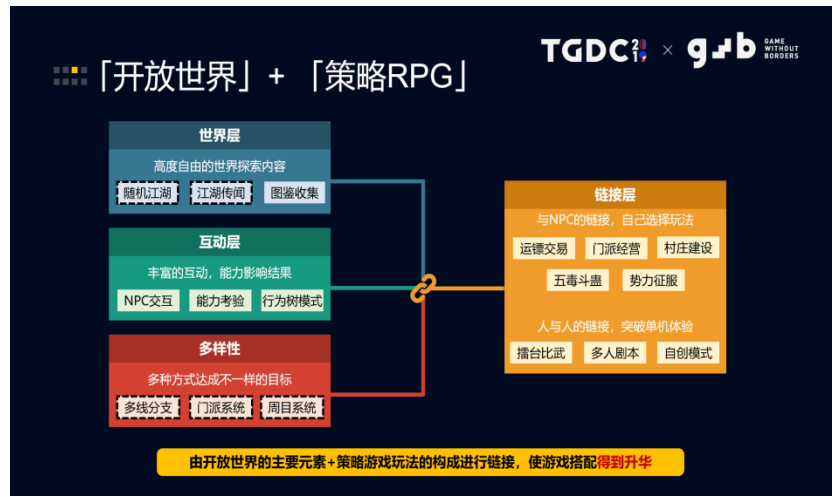 TGDC 21 19 × grb GAME WITHOUT BORDERS
「开放世界」+「策略RPG」
世界层
高度自由的世界探索内容
随机江湖 江湖传闻 图鉴收集
互动层
丰富的互动，能力影响结果
NPC交互 能力考验 行为树模式
多样性
多种方式达成不一样的目标
多线分支 门派系统 周目系统
链接层
与NPC的链接，自己选择玩法
运镖交易 门派经营 村庄建设
五毒斗蛊 势力征服
人与人的链接，突破单机体验
擂台比武 多人剧本 自创模式
由开放世界的主要元素+策略游戏玩法的构成进行链接，使游戏搭配得到升华